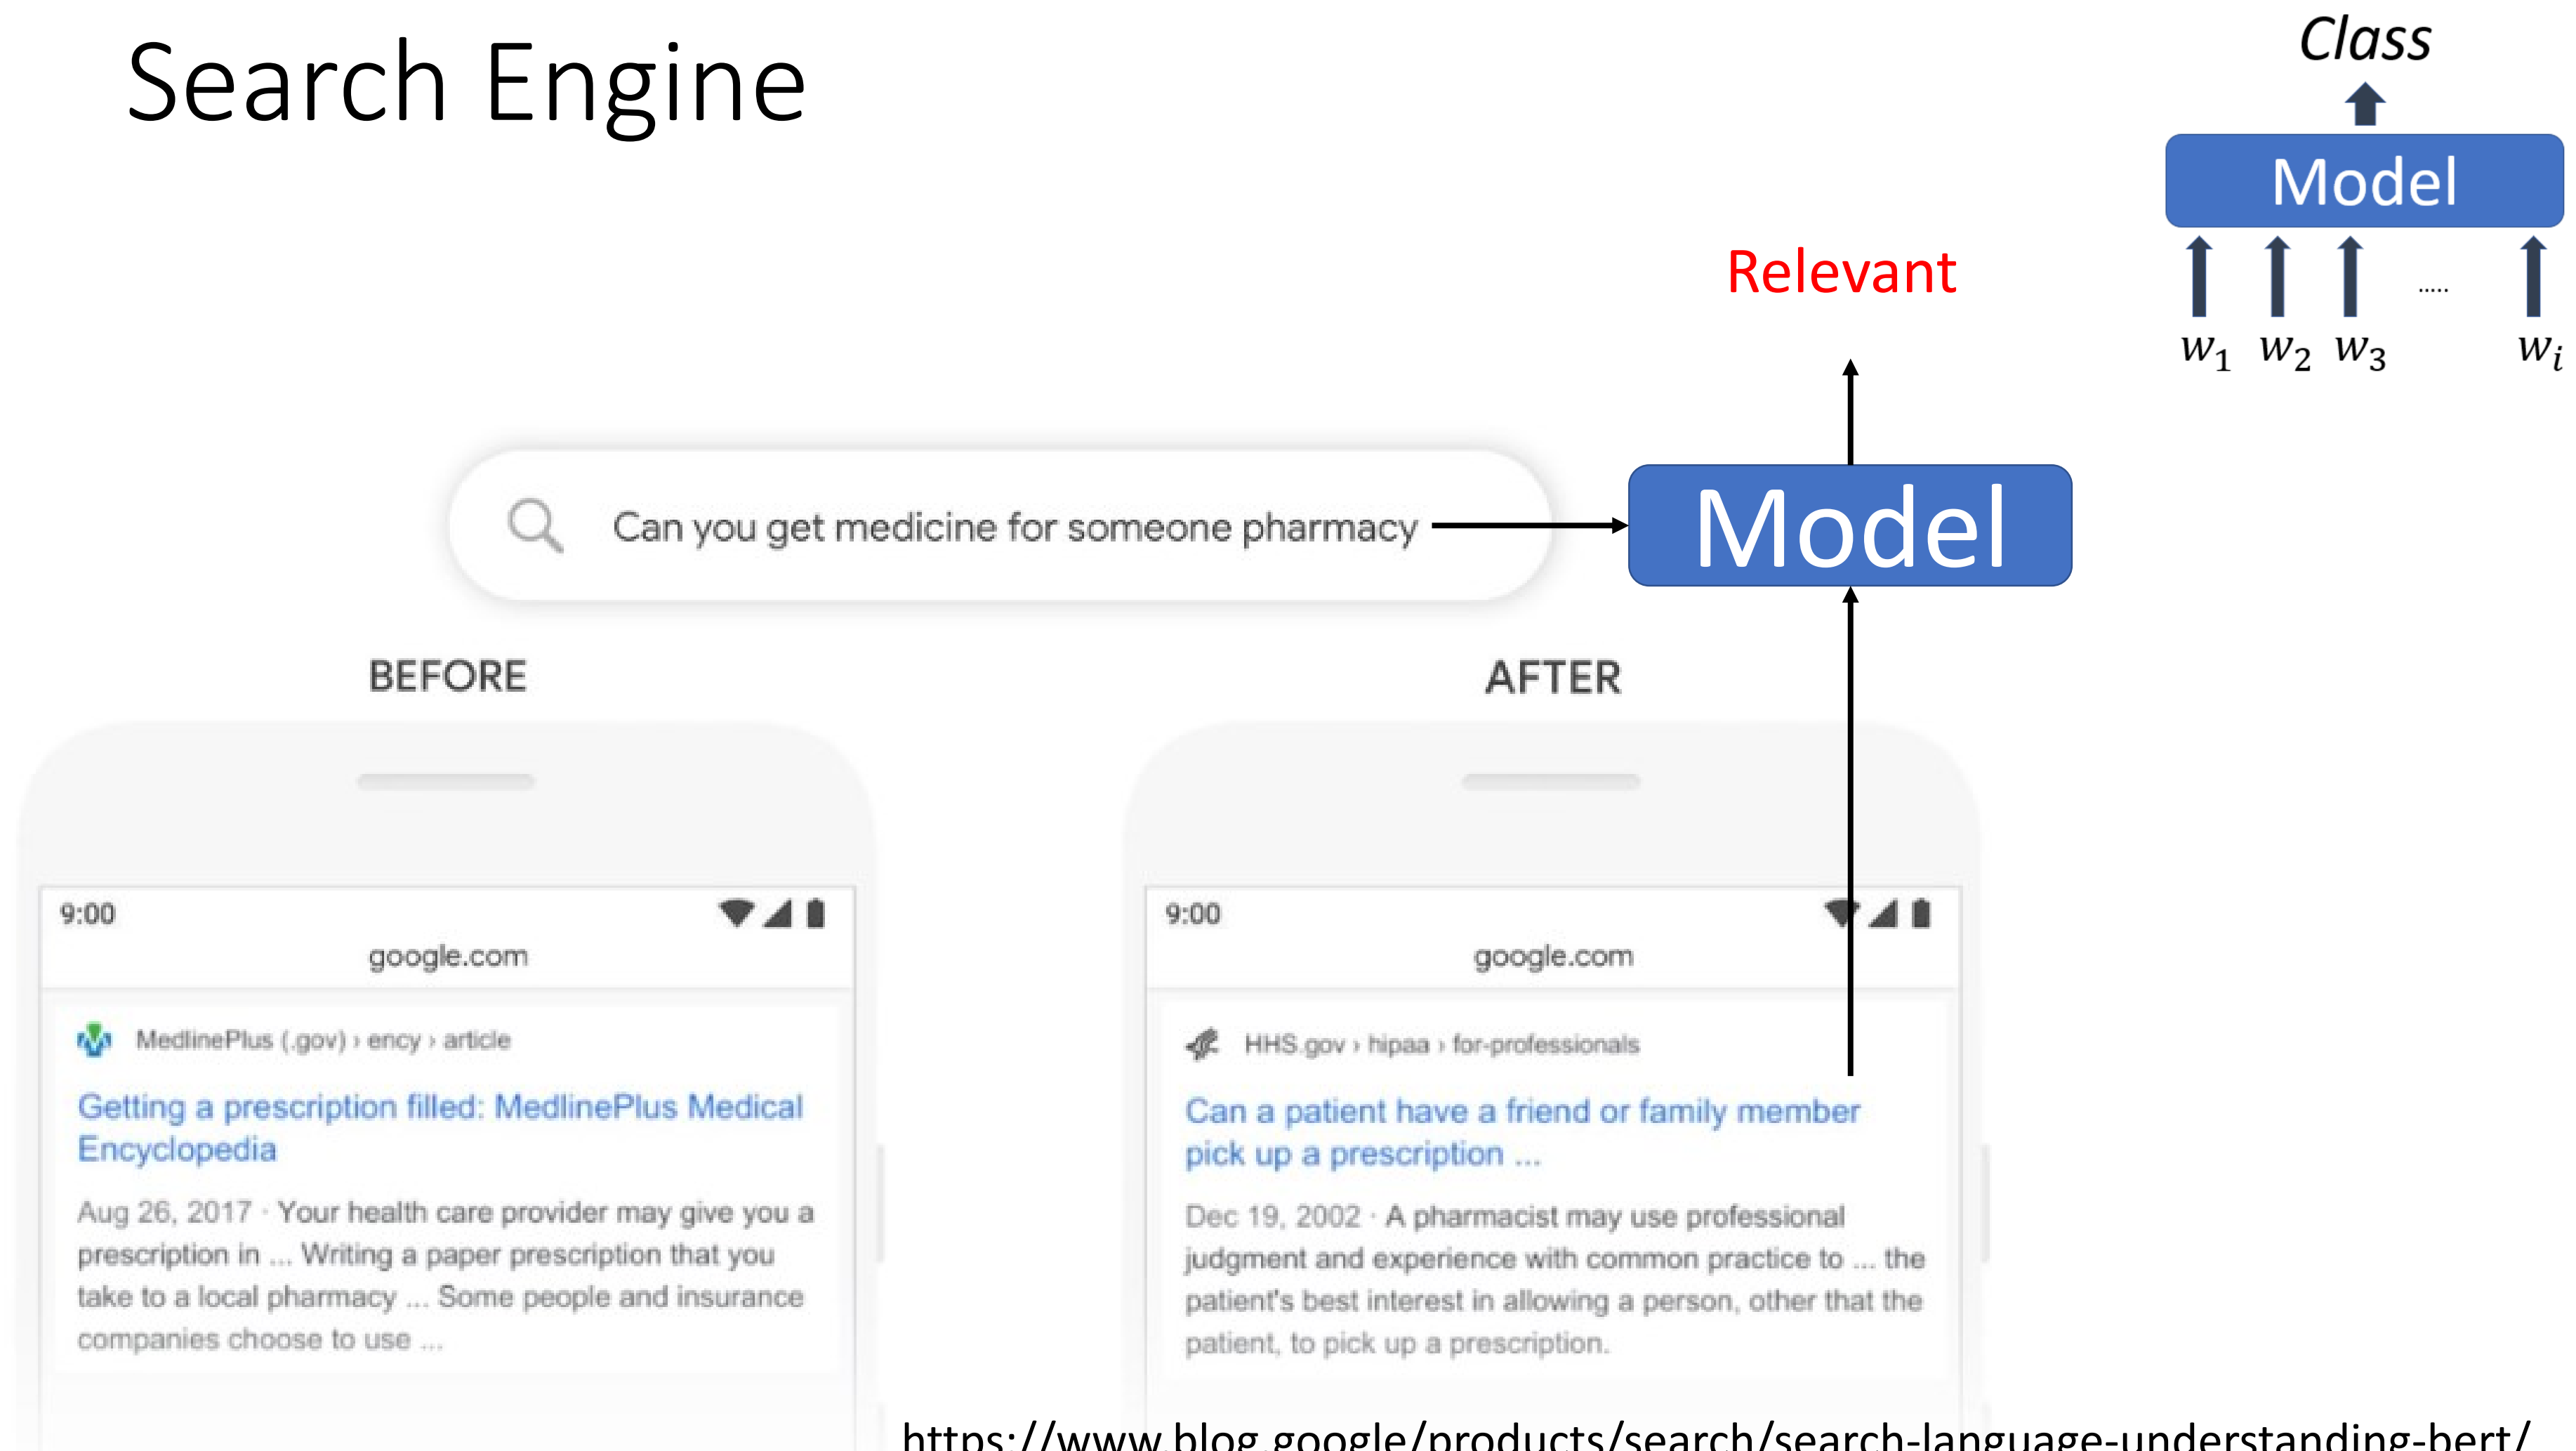 Search Engine
Class
Model
w1 w2 w3 ..... wi
Relevant
Can you get medicine for someone pharmacy
Model
BEFORE
9:00
google.com
MedlinePlus (.gov) › ency › article
Getting a prescription filled: MedlinePlus Medical
Encyclopedia
Aug 26, 2017 · Your health care provider may give you a
prescription in ... Writing a paper prescription that you
take to a local pharmacy ... Some people and insurance
companies choose to use ...
AFTER
9:00
google.com
HHS.gov › hipaa › for-professionals
Can a patient have a friend or family member
pick up a prescription ...
Dec 19, 2002 · A pharmacist may use professional
judgment and experience with common practice to ... the
patient's best interest in allowing a person, other that the
patient, to pick up a prescription.
https://www.blog.google/products/search/search-language-understanding-bert/